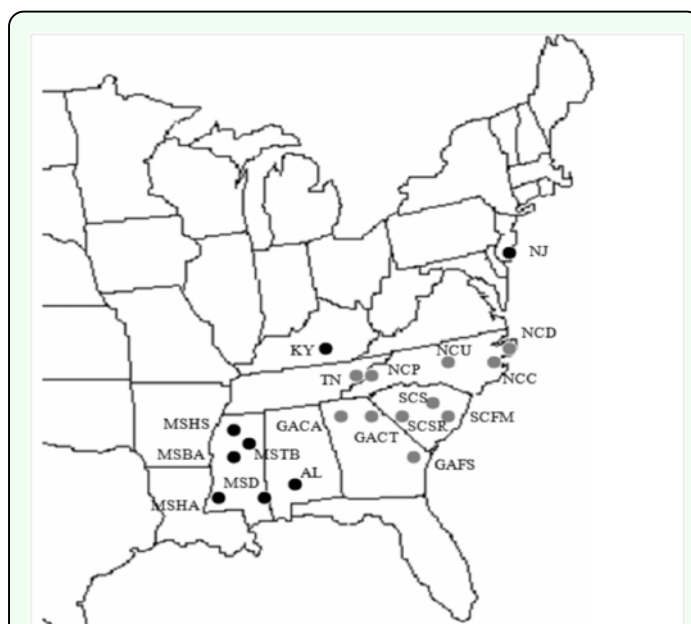 NJ
NCD
KY
NCU
TN
NCP
NCC
SCS
MSHS
GACA
SCSR
SCFM
GACT
MSBA
MSTB
GAFS
MSD
AL
MSHA